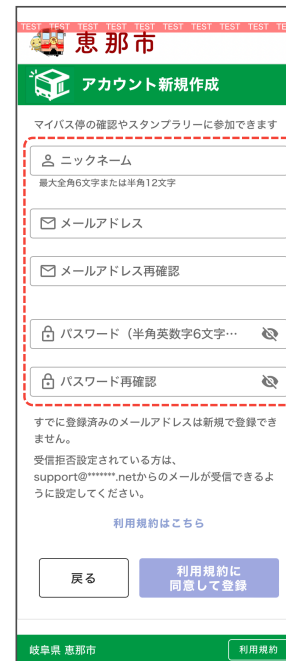 TEST TEST TEST TEST TEST TEST TEST TEST TEST TE
恵那市
アカウント新規作成
マイバス停の確認やスタンプラリーに参加できます
ニックネーム
最大全角6文字または半角12文字
メールアドレス
メールアドレス再確認
パスワード（半角英数字6文字…
パスワード再確認
すでに登録済みのメールアドレスは新規で登録でき
ません。
受信拒否設定されている方は、
support@*******.netからのメールが受信できるよ
うに設定してください。
利用規約はこちら
戻る
利用規約に
同意して登録
岐阜県 恵那市
利用規約